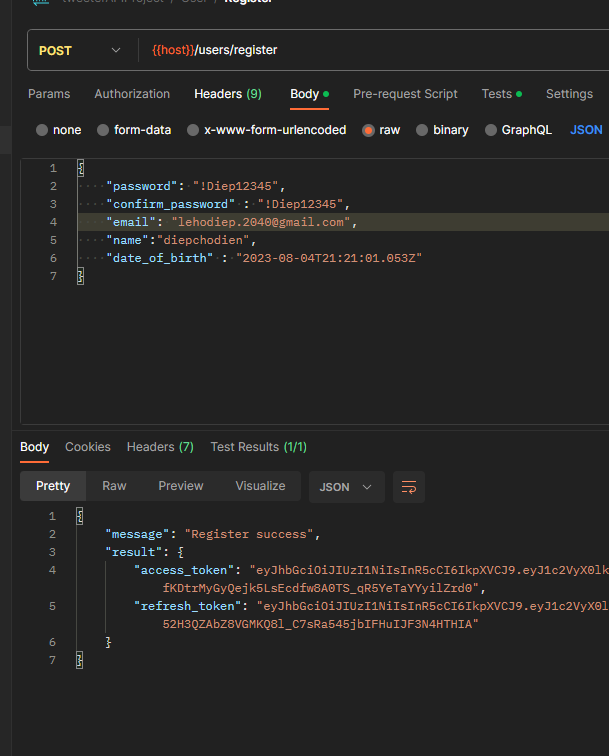 Register
POST {{host}}/users/register
Params Authorization Headers (9) Body Pre-request Script Tests Settings
none form-data x-www-form-urlencoded raw binary GraphQL JSON
1 {
2 "password": "!Diep12345",
3 "confirm_password" : "!Diep12345",
4 "email": "lehodiep.2040@gmail.com",
5 "name":"diepchodien",
6 "date_of_birth" : "2023-08-04T21:21:01.053Z"
7 }
Body Cookies Headers (7) Test Results (1/1)
Pretty Raw Preview Visualize JSON
1 {
2 "message": "Register success",
3 "result": {
4 "access_token": "eyJhbGciOiJIUzI1NiIsInR5cCI6IkpXVCJ9.eyJ1c2VyX0lk
fKDtrMyGyQejk5LsEcdfw8A0TS_qR5YeTaYYyilZrd0",
5 "refresh_token": "eyJhbGciOiJIUzI1NiIsInR5cCI6IkpXVCJ9.eyJ1c2VyX0l
52H3QZAbZ8VGMKQ8l_C7sRa545jbIFHuIJF3N4HTHIA"
6 }
7 }